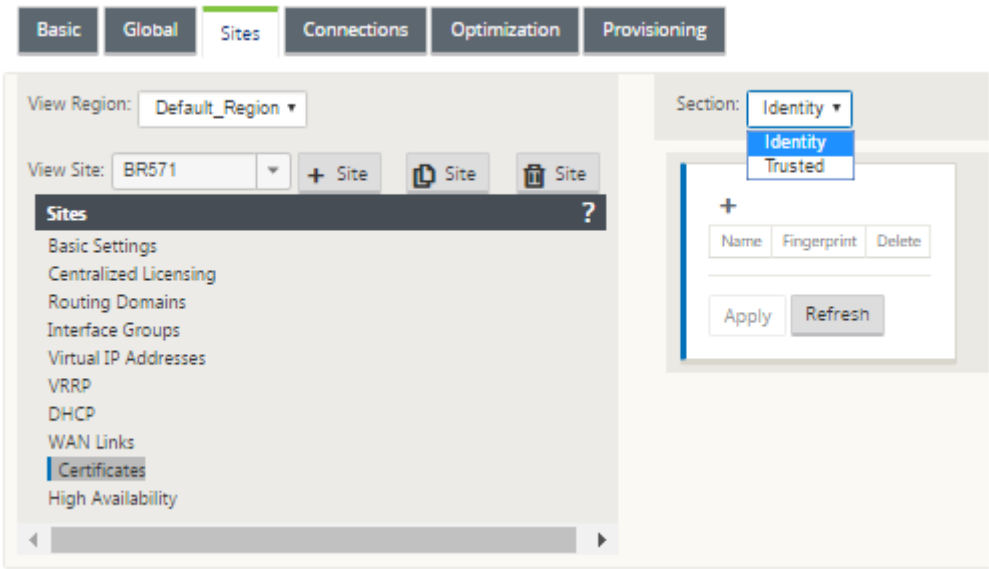 Basic Global Sites Connections Optimization Provisioning
View Region: Default_Region
Section: Identity
Identity
Trusted
View Site: BR571 + Site Site Site
Sites ?
Basic Settings
Centralized Licensing
Routing Domains
Interface Groups
Virtual IP Addresses
VRRP
DHCP
WAN Links
Certificates
High Availability
+
Name Fingerprint Delete
Apply Refresh